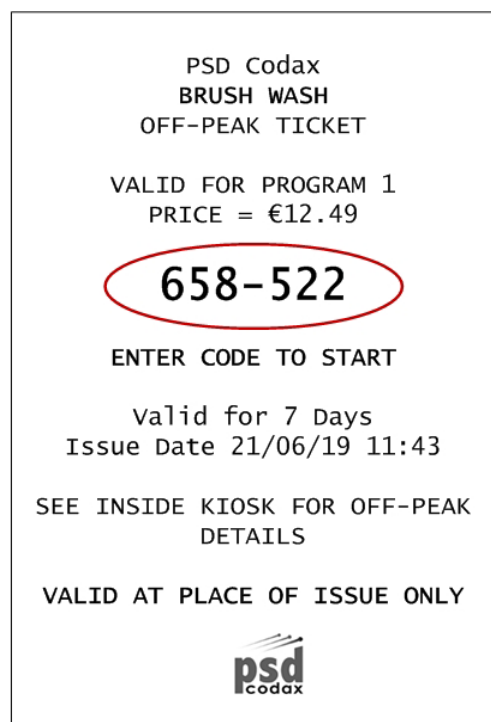 PSD Codax
BRUSH WASH
OFF-PEAK TICKET
VALID FOR PROGRAM 1
PRICE = €12.49
658-522
ENTER CODE TO START
Valid for 7 Days
Issue Date 21/06/19 11:43
SEE INSIDE KIOSK FOR OFF-PEAK
DETAILS
VALID AT PLACE OF ISSUE ONLY
psd
codax